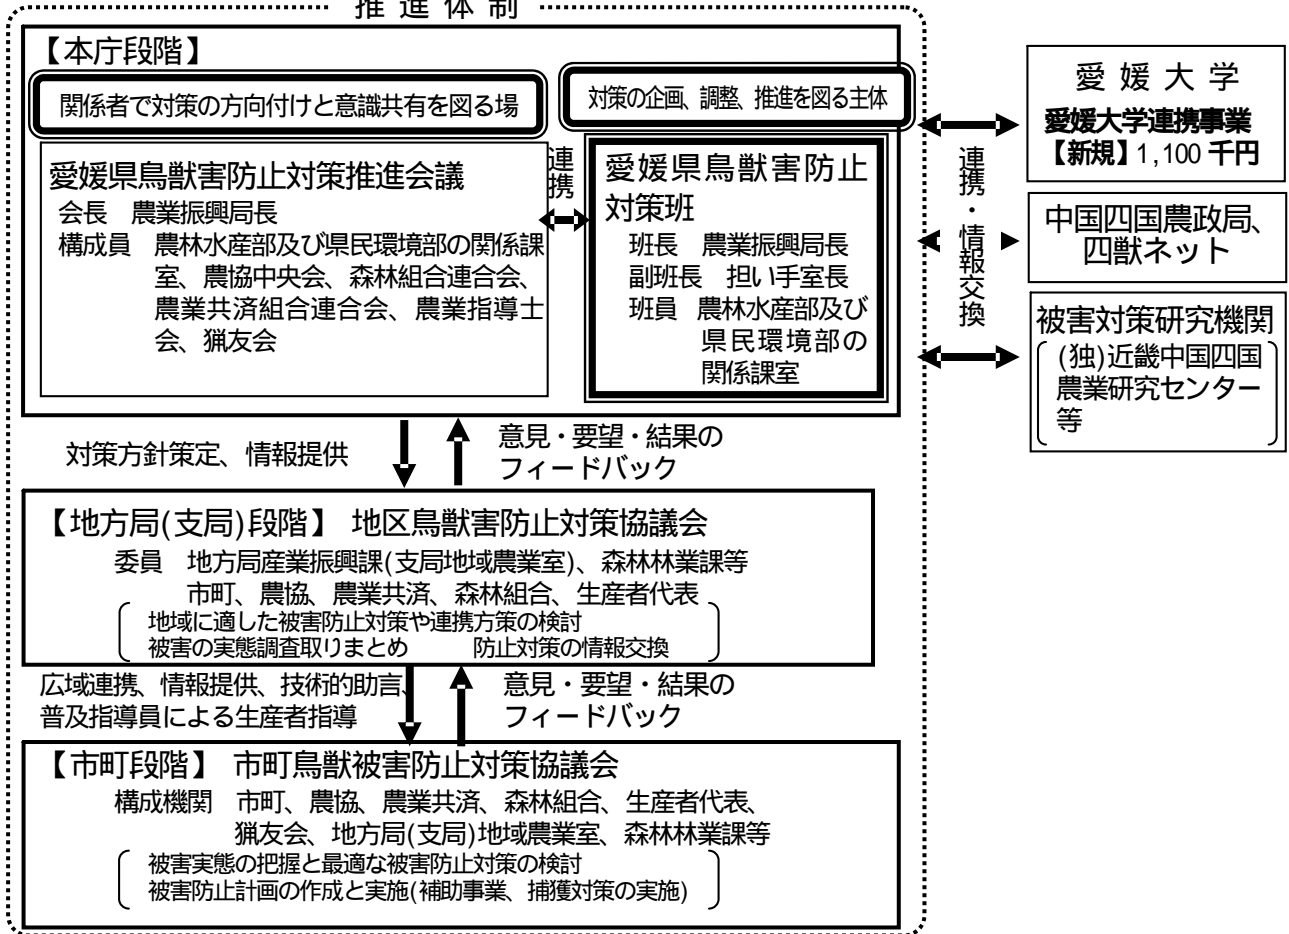 推進体制
【本庁段階】
関係者で対策の方向付けと意識共有を図る場
愛媛県鳥獣害防止対策推進会議
会長　農業振興局長
構成員　農林水産部及び県民環境部の関係課
室、農協中央会、森林組合連合会、
農業共済組合連合会、農業指導士
会、猟友会
連携
対策の企画、調整、推進を図る主体
愛媛県鳥獣害防止
対策班
班長　農業振興局長
副班長　担い手室長
班員　農林水産部及び
県民環境部の
関係課室
連携・情報交換
愛媛大学
愛媛大学連携事業
【新規】1,100千円
中国四国農政局、
四獣ネット
被害対策研究機関
(独)近畿中国四国
農業研究センター
等
対策方針策定、情報提供
意見・要望・結果の
フィードバック
【地方局(支局)段階】　地区鳥獣害防止対策協議会
委員　地方局産業振興課(支局地域農業室)、森林林業課等
市町、農協、農業共済、森林組合、生産者代表
地域に適した被害防止対策や連携方策の検討
被害の実態調査取りまとめ　　防止対策の情報交換
広域連携、情報提供、技術的助言、
普及指導員による生産者指導
意見・要望・結果の
フィードバック
【市町段階】　市町鳥獣被害防止対策協議会
構成機関　市町、農協、農業共済、森林組合、生産者代表、
猟友会、地方局(支局)地域農業室、森林林業課等
被害実態の把握と最適な被害防止対策の検討
被害防止計画の作成と実施(補助事業、捕獲対策の実施)